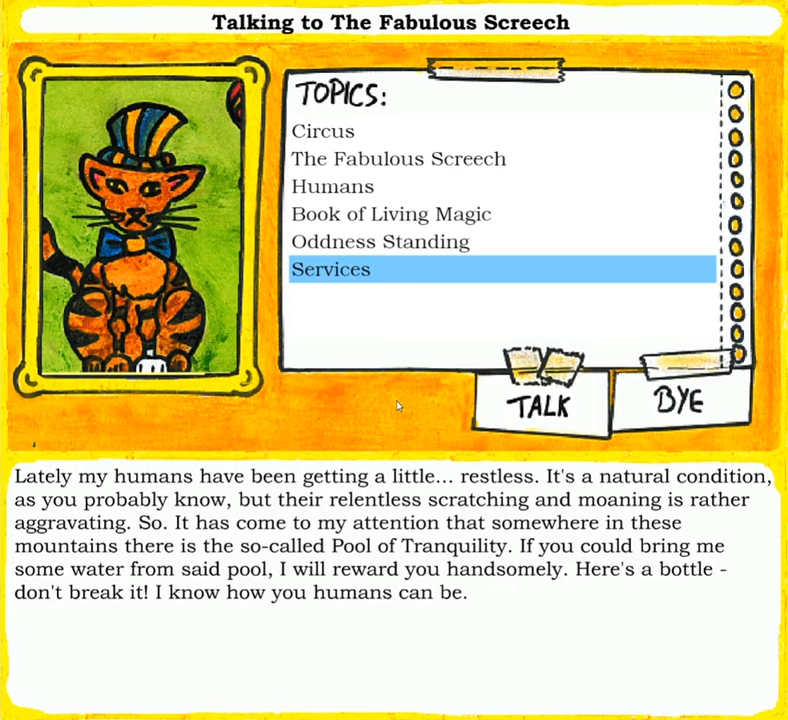 Talking to The Fabulous Screech
TOPICS:
Circus
The Fabulous Screech
Humans
Book of Living Magic
Oddness Standing
Services
TALK
BYE
Lately my humans have been getting a little... restless. It's a natural condition,
as you probably know, but their relentless scratching and moaning is rather
aggravating. So. It has come to my attention that somewhere in these
mountains there is the so-called Pool of Tranquility. If you could bring me
some water from said pool, I will reward you handsomely. Here's a bottle -
don't break it! I know how you humans can be.